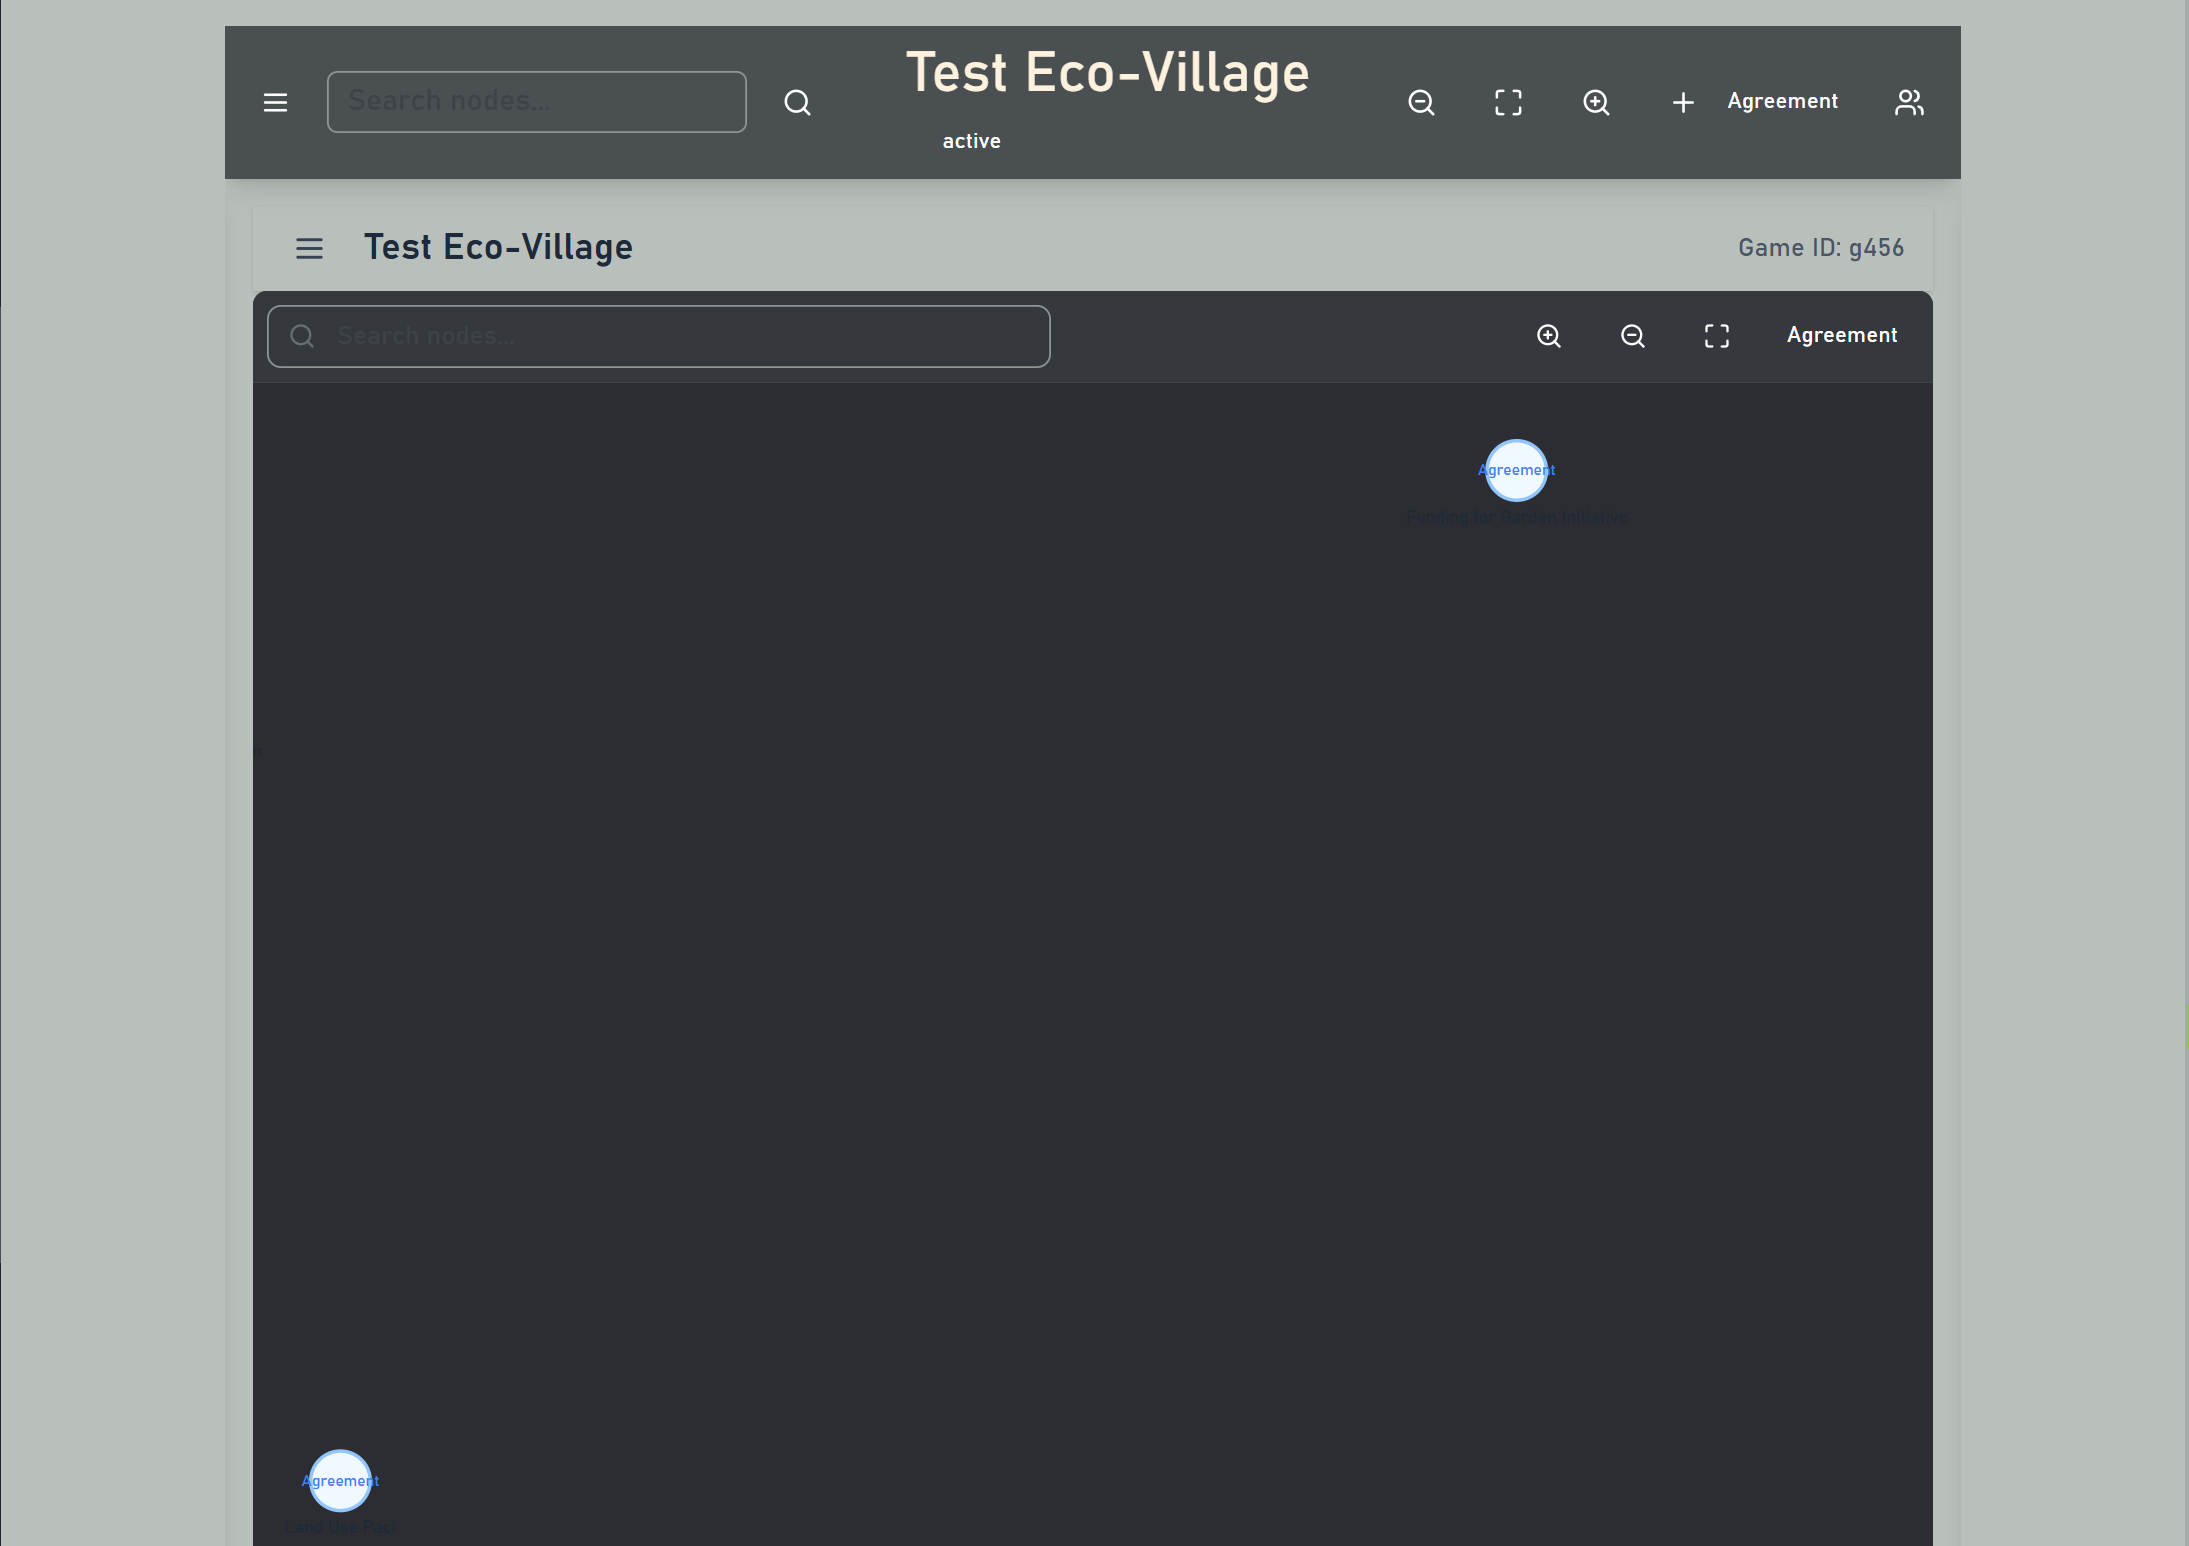 Test Eco-Village
Search nodes...
Agreement
active
Test Eco-Village
Game ID: g456
Search nodes...
Agreement
Agreement
Funding for Garden Initiative
Agreement
Land Use Pact